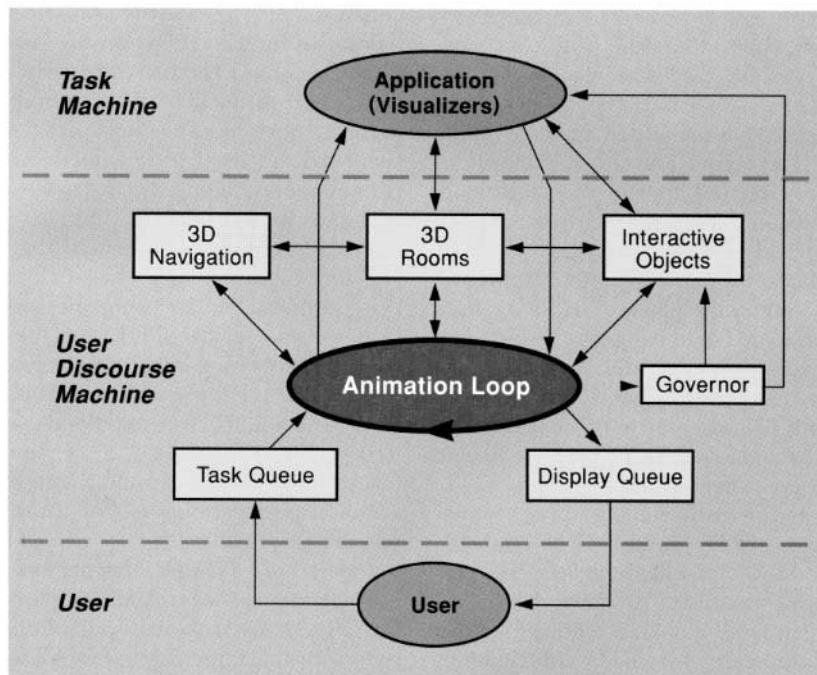 Task
Machine
Application
(Visualizers)
3D
Navigation
3D
Rooms
Interactive
Objects
User
Discourse
Machine
Animation Loop
Governor
Task Queue
Display Queue
User
User